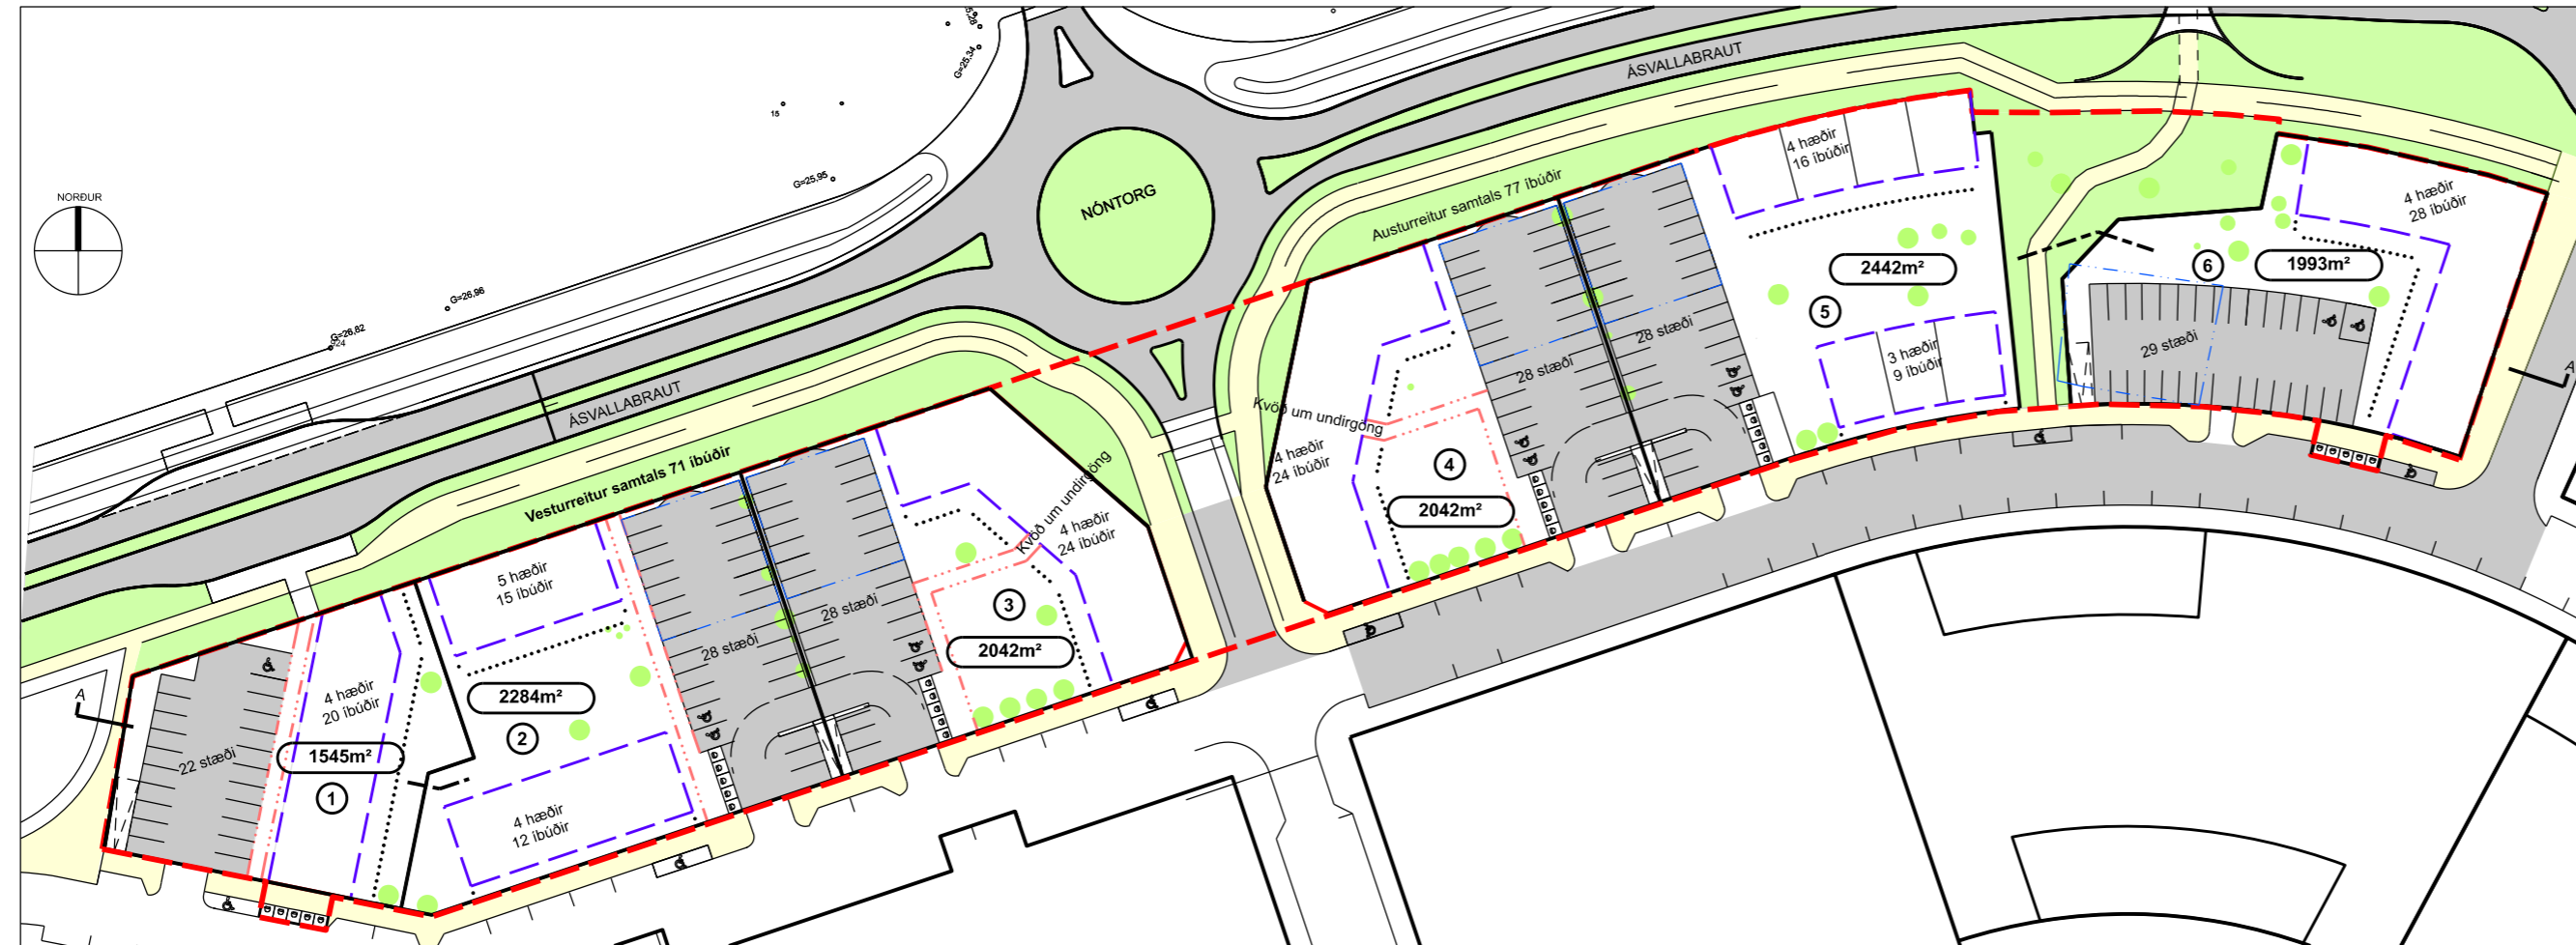 NORÐUR
G=25,34
15
G=25,95
G=26,96
G=26,82
924
ÁSVALLABRAUT
ÁSVALLABRAUT
NÓNTORG
Vesturreitur samtals 71 íbúðir
Austurreitur samtals 77 íbúðir
A
22 stæði
4 hæðir
20 íbúðir
1545m²
1
5 hæðir
15 íbúðir
2284m²
2
4 hæðir
12 íbúðir
28 stæði
28 stæði
Kvöð um undirgöng
4 hæðir
24 íbúðir
3
2042m²
Kvöð um undirgöng
4 hæðir
24 íbúðir
4
2042m²
28 stæði
28 stæði
4 hæðir
16 íbúðir
2442m²
5
3 hæðir
9 íbúðir
4 hæðir
28 íbúðir
6
1993m²
29 stæði
A